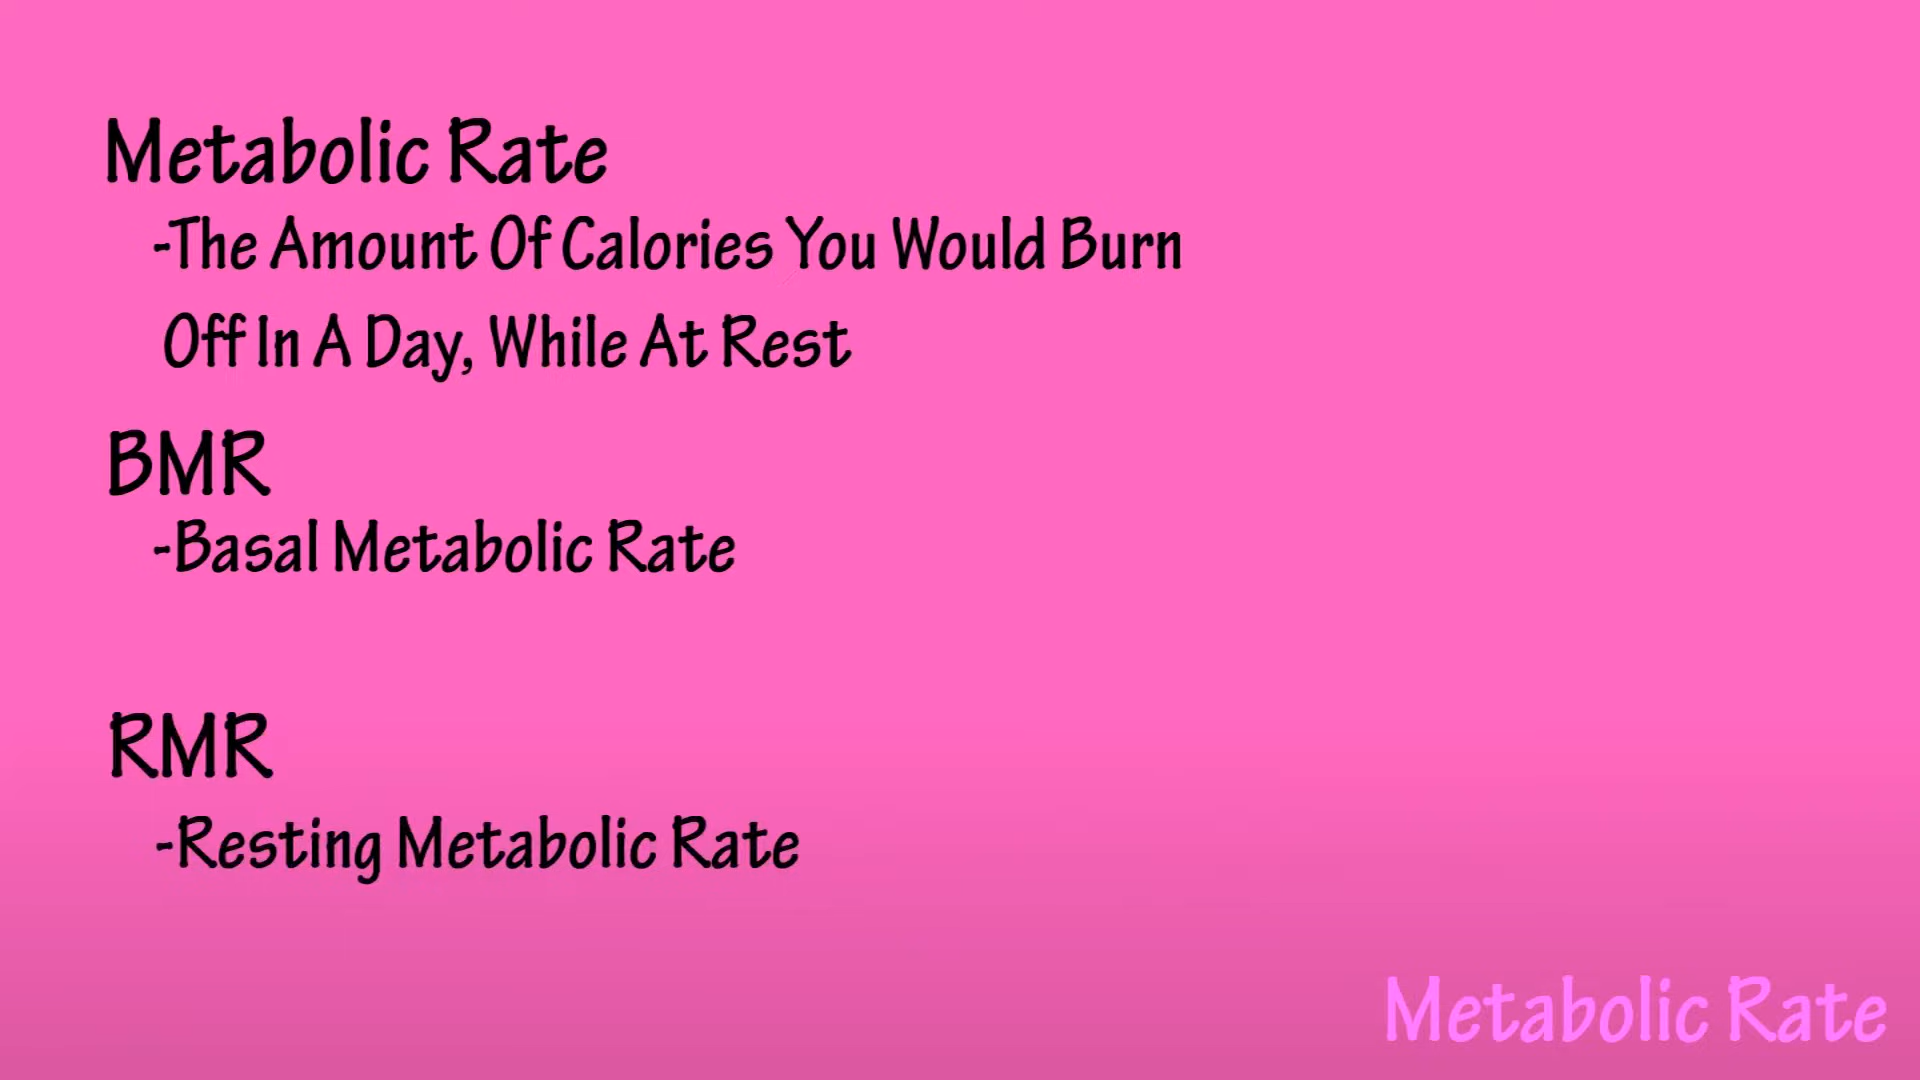 Metabolic Rate
-The Amount Of Calories You Would Burn
Off In A Day, While At Rest
BMR
-Basal Metabolic Rate
RMR
-Resting Metabolic Rate
Metabolic Rate